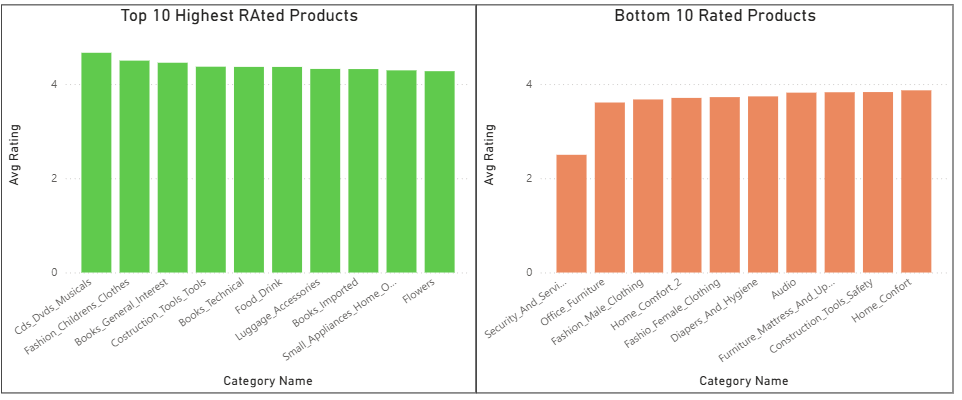 Top 10 Highest RAted Products
4
2
0
Avg Rating
Cds_Dvds_Musicals
Fashion_Childrens_Clothes
Books_General_Interest
Costruction_Tools_Tools
Books_Technical
Food_Drink
Luggage_Accessories
Books_Imported
Small_Appliances_Home_O...
Flowers
Category Name
Bottom 10 Rated Products
4
2
0
Avg Rating
Security_And_Servi...
Office_Furniture
Fashion_Male_Clothing
Home_Comfort_2
Fashio_Female_Clothing
Diapers_And_Hygiene
Audio
Furniture_Mattress_And_Up...
Construction_Tools_Safety
Home_Confort
Category Name